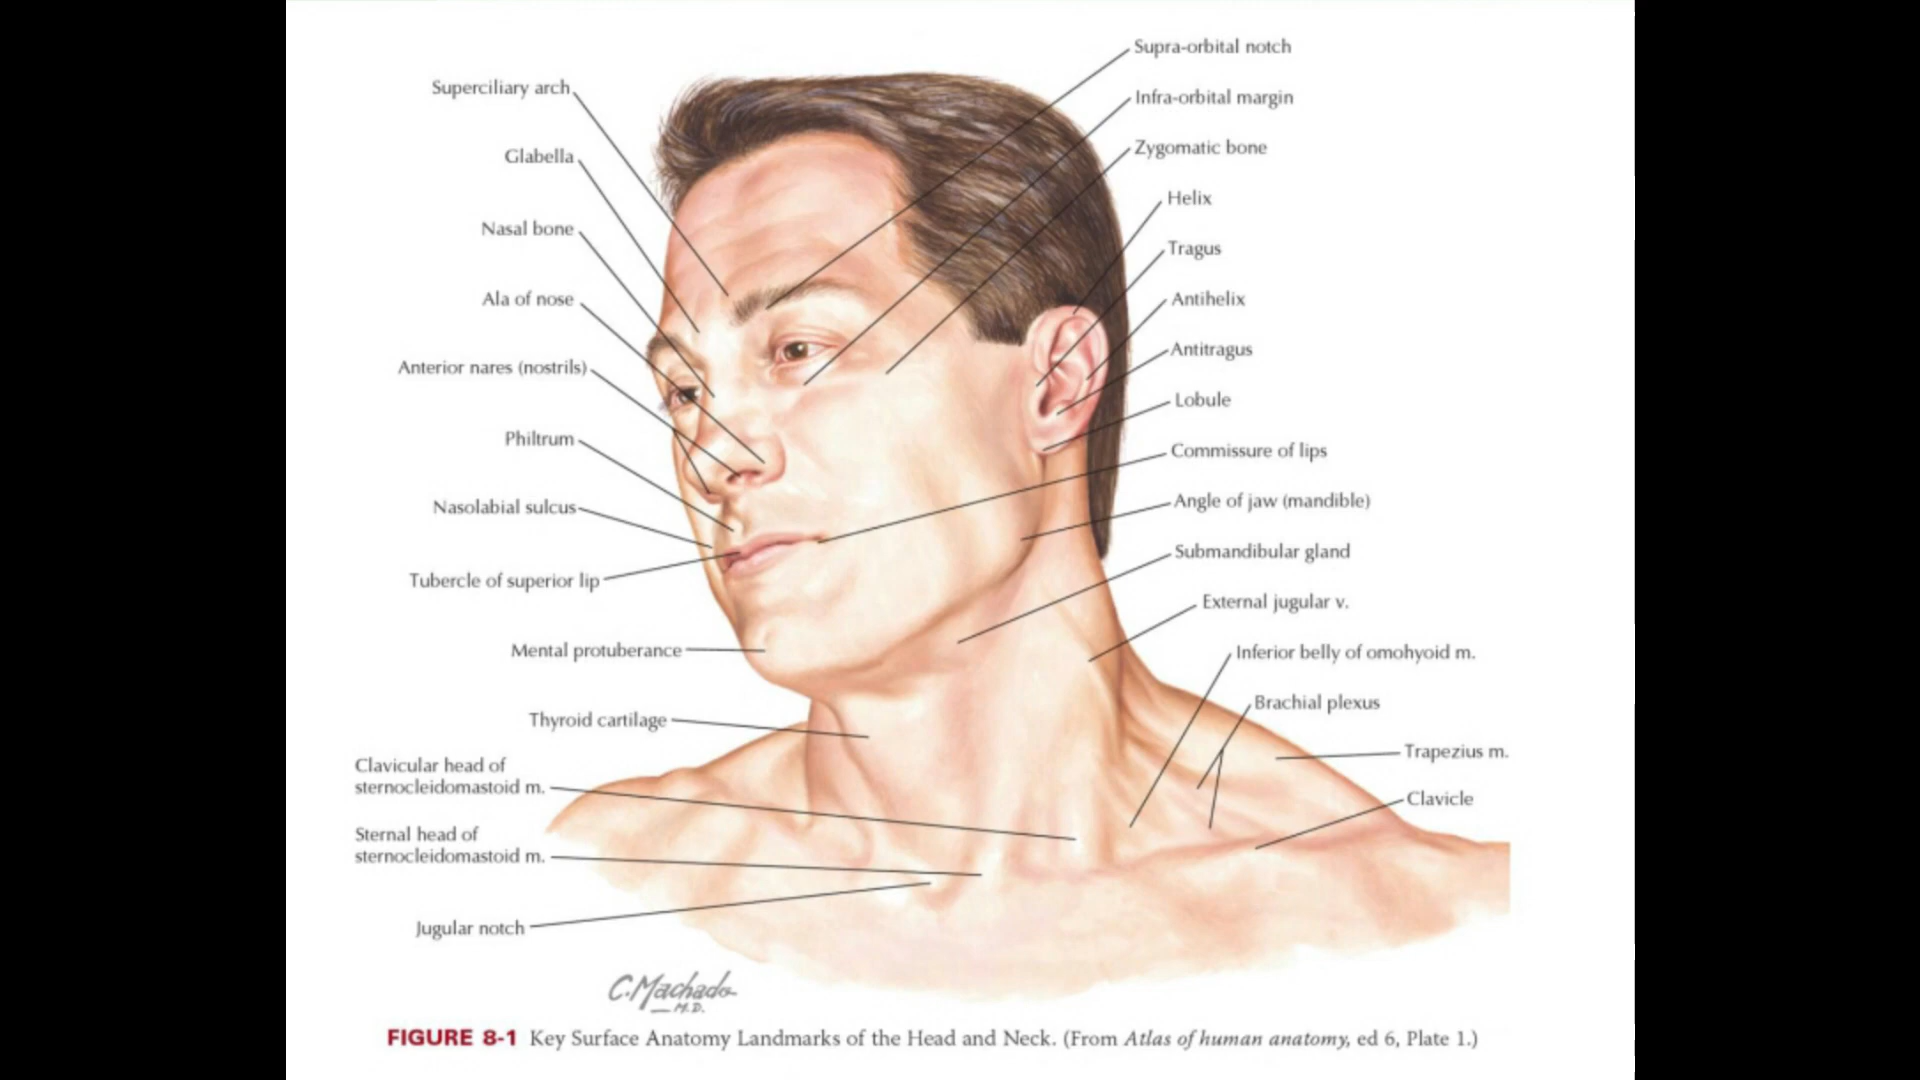 Supra-orbital notch
Superciliary arch
Infra-orbital margin
Glabella
Zygomatic bone
Helix
Nasal bone
Tragus
Ala of nose
Antihelix
Antitragus
Anterior nares (nostrils)
Lobule
Philtrum
Commissure of lips
Nasolabial sulcus
Angle of jaw (mandible)
Submandibular gland
Tubercle of superior lip
External jugular v.
Mental protuberance
Inferior belly of omohyoid m.
Brachial plexus
Thyroid cartilage
Trapezius m.
Clavicular head of
sternocleidomastoid m.
Clavicle
Sternal head of
sternocleidomastoid m.
Jugular notch
C.Machado
M.D.
FIGURE 8-1 Key Surface Anatomy Landmarks of the Head and Neck. (From Atlas of human anatomy, ed 6, Plate 1.)